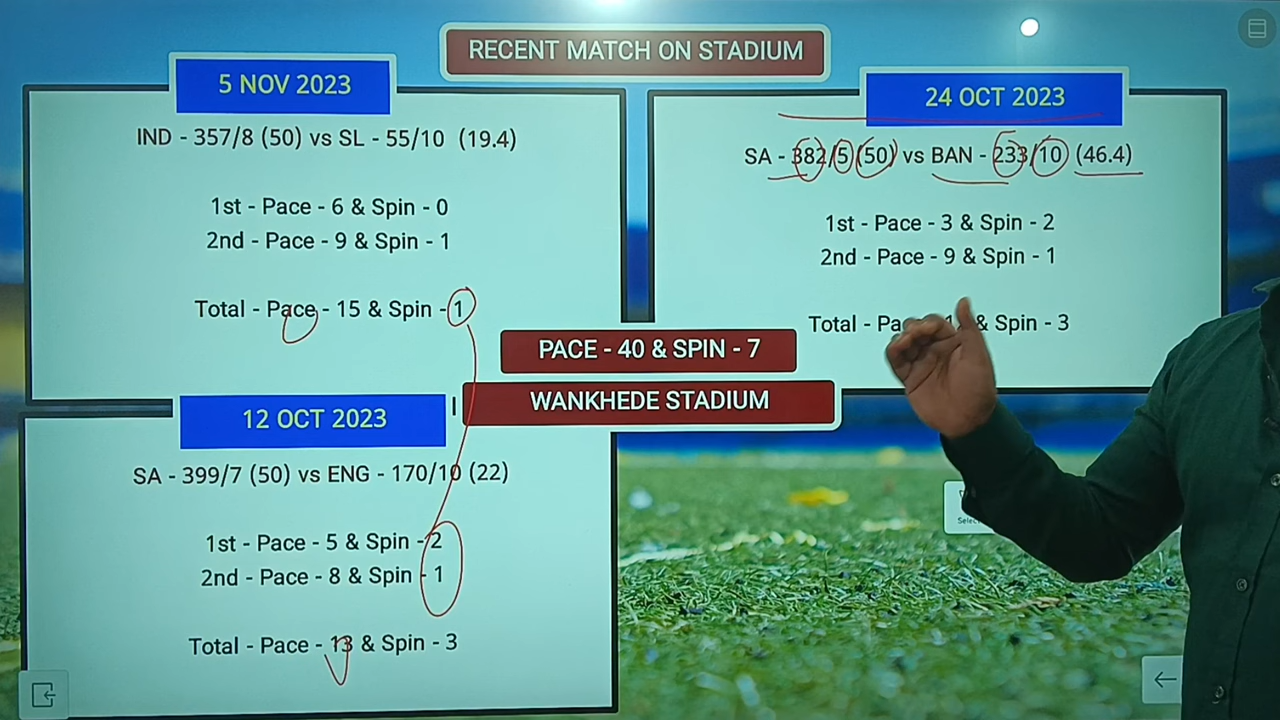 RECENT MATCH ON STADIUM
5 NOV 2023
IND - 357/8 (50) vs SL - 55/10 (19.4)
1st - Pace - 6 & Spin - 0
2nd - Pace - 9 & Spin - 1
Total - Pace - 15 & Spin - 1
24 OCT 2023
SA - 382/5 (50) vs BAN - 233/10 (46.4)
1st - Pace - 3 & Spin - 2
2nd - Pace - 9 & Spin - 1
Total - & Spin - 3
PACE - 40 & SPIN - 7
WANKHEDE STADIUM
12 OCT 2023
SA - 399/7 (50) vs ENG - 170/10 (22)
1st - Pace - 5 & Spin - 2
2nd - Pace - 8 & Spin - 1
Total - Pace - 13 & Spin - 3